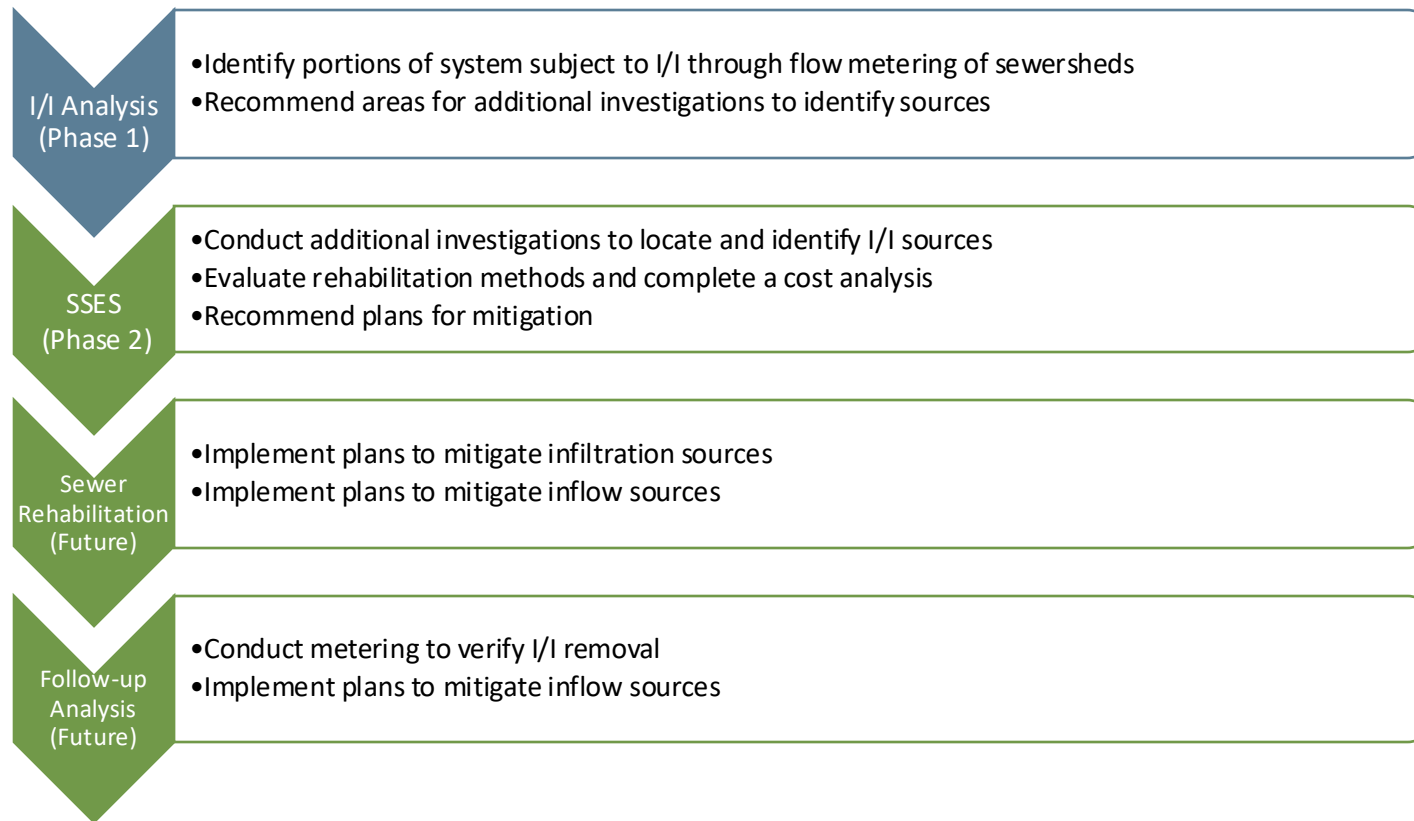 I/I Analysis
(Phase 1)
•Identify portions of system subject to I/I through flow metering of sewersheds
•Recommend areas for additional investigations to identify sources
SSES
(Phase 2)
•Conduct additional investigations to locate and identify I/I sources
•Evaluate rehabilitation methods and complete a cost analysis
•Recommend plans for mitigation
Sewer
Rehabilitation
(Future)
•Implement plans to mitigate infiltration sources
•Implement plans to mitigate inflow sources
Follow-up
Analysis
(Future)
•Conduct metering to verify I/I removal
•Implement plans to mitigate inflow sources